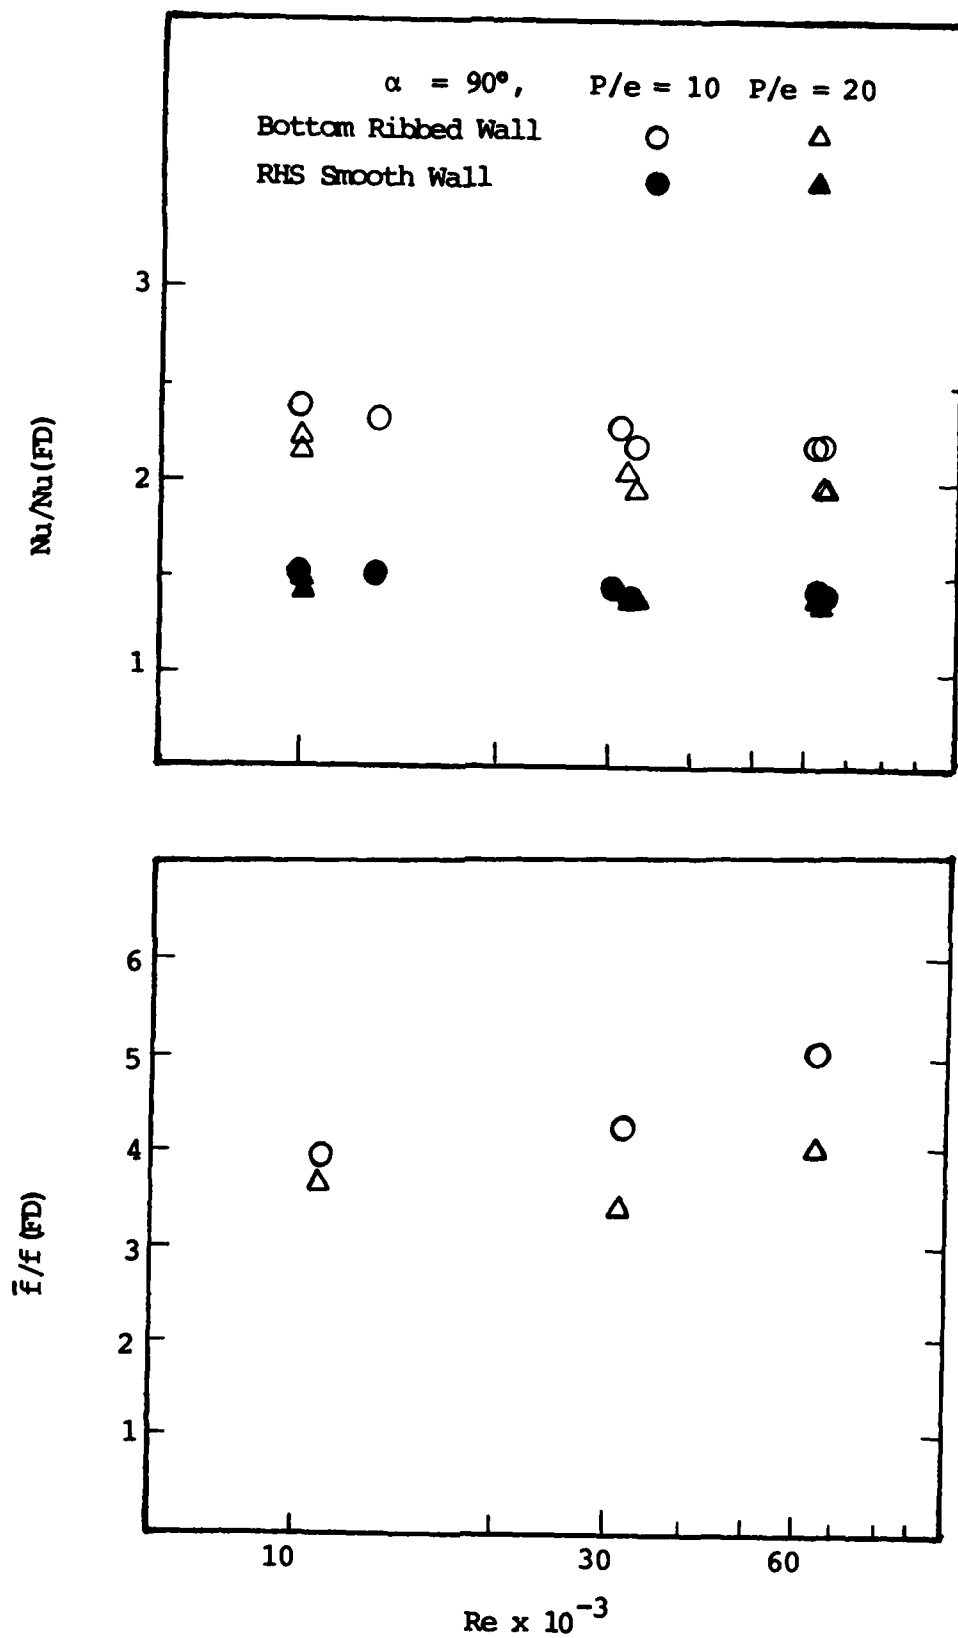 α = 90°, P/e = 10 P/e = 20
Bottom Ribbed Wall
RHS Smooth Wall
3
2
1
Nu/Nu(FD)
6
5
4
3
2
1
f̄/f(FD)
10 30 60
Re x 10⁻³